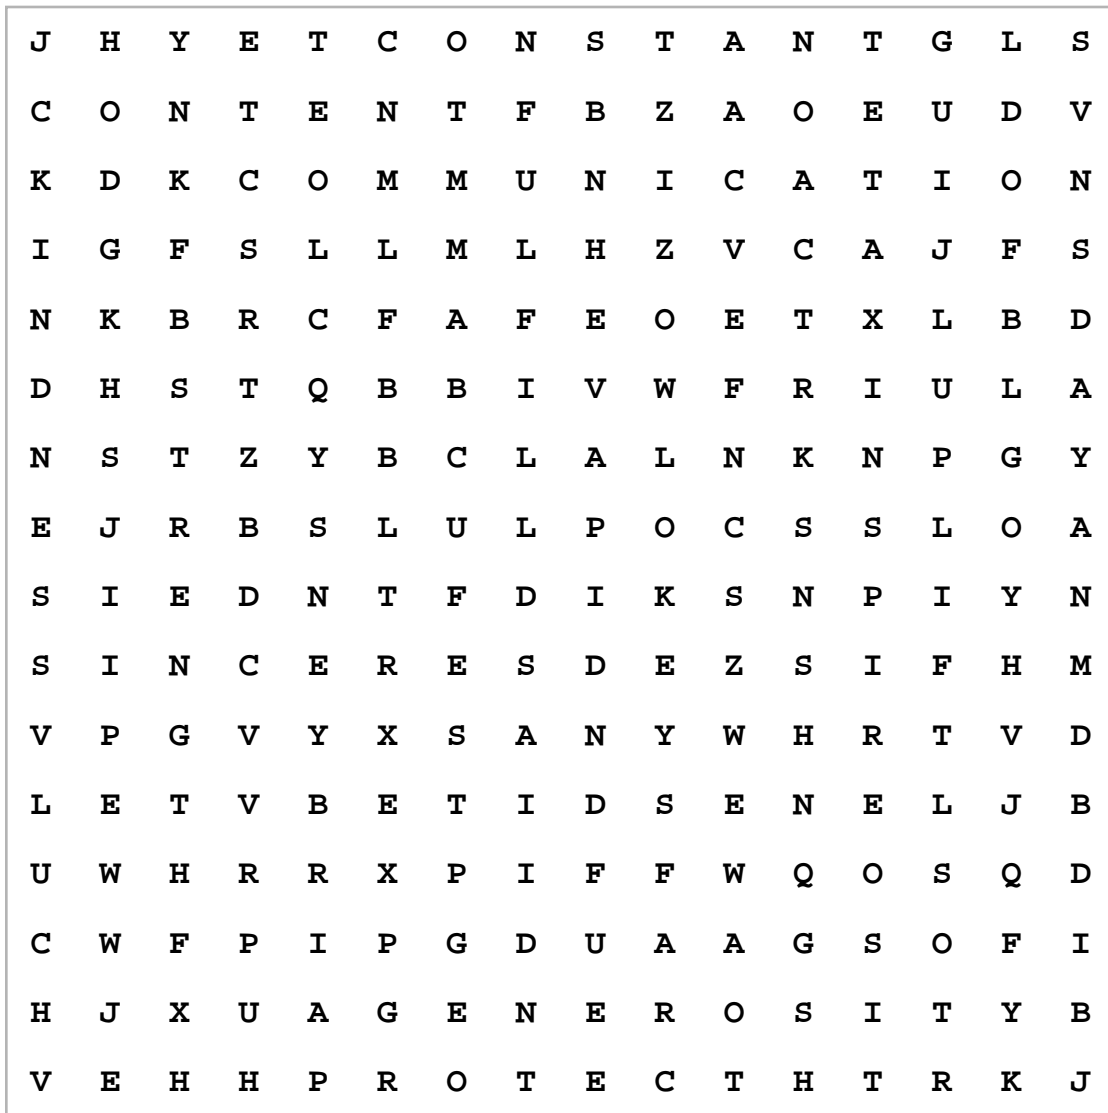 J H Y E T C O N S T A N T G L S
C O N T E N T F B Z A O E U D V
K D K C O M M U N I C A T I O N
I G F S L L M L H Z V C A J F S
N K B R C F A F E O E T X L B D
D H S T Q B B I V W F R I U L A
N S T Z Y B C L A L N K N P G Y
E J R B S L U L P O C S S L O A
S I E D N T F D I K S N P I Y N
S I N C E R E S D E Z S I F H M
V P G V Y X S A N Y W H R T V D
L E T V B E T I D S E N E L J B
U W H R R X P I F F W Q O S Q D
C W F P I P G D U A A G S O F I
H J X U A G E N E R O S I T Y B
V E H H P R O T E C T H T R K J